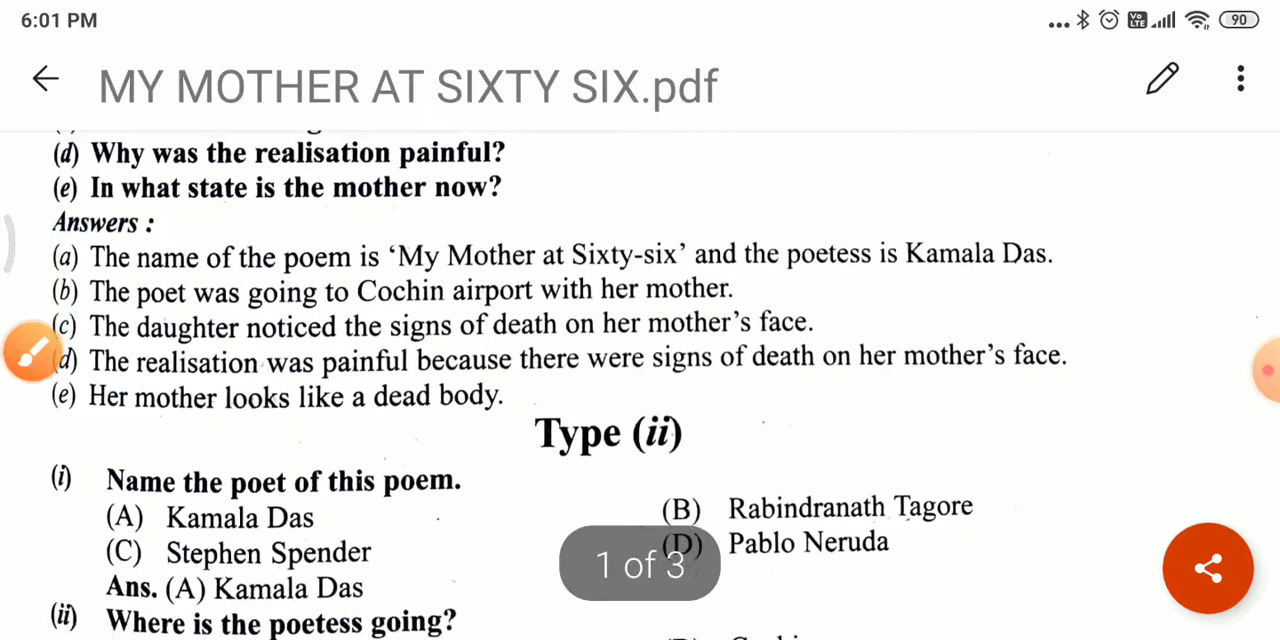 6:01 PM
... Vo LTE 90
MY MOTHER AT SIXTY SIX.pdf
(d) Why was the realisation painful?
(e) In what state is the mother now?
Answers :
(a) The name of the poem is ‘My Mother at Sixty-six’ and the poetess is Kamala Das.
(b) The poet was going to Cochin airport with her mother.
(c) The daughter noticed the signs of death on her mother’s face.
(d) The realisation was painful because there were signs of death on her mother’s face.
(e) Her mother looks like a dead body.
Type (ii)
(i) Name the poet of this poem.
(A) Kamala Das (B) Rabindranath Tagore
(C) Stephen Spender (D) Pablo Neruda
1 of 3
Ans. (A) Kamala Das
(ii) Where is the poetess going?